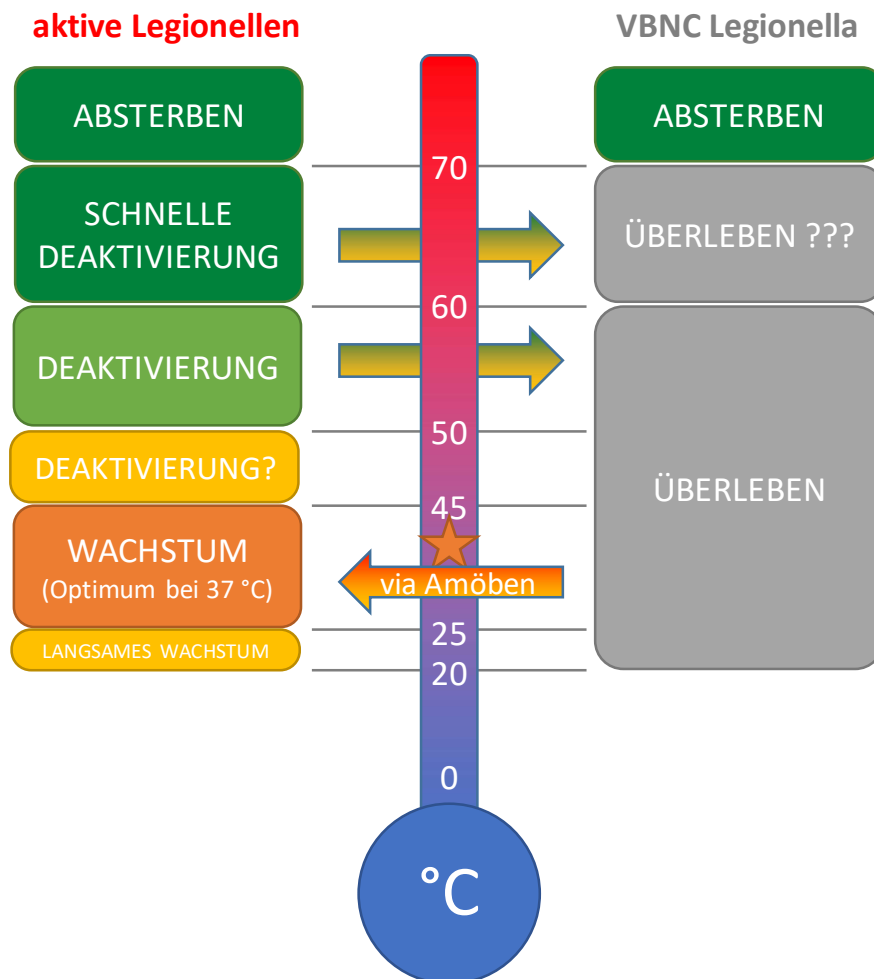 aktive Legionellen
VBNC Legionella
ABSTERBEN
ABSTERBEN
70
SCHNELLE
DEAKTIVIERUNG
ÜBERLEBEN ???
60
DEAKTIVIERUNG
50
DEAKTIVIERUNG?
ÜBERLEBEN
45
WACHSTUM
(Optimum bei 37 °C)
via Amöben
25
LANGSAMES WACHSTUM
20
0
°C